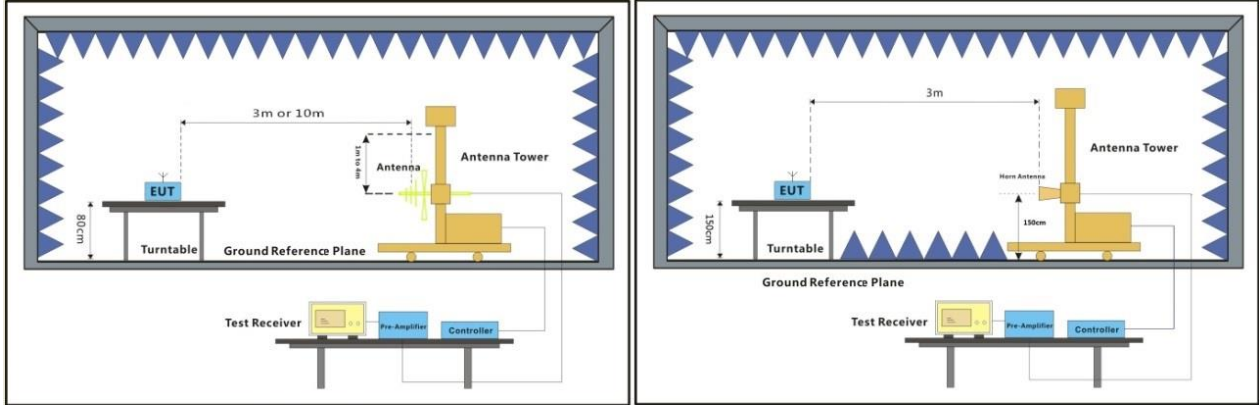 3m or 10m
1m to 4m
Antenna
Antenna Tower
EUT
80cm
Turntable
Ground Reference Plane
Test Receiver
Pre-Amplifier
Controller
3m
Antenna Tower
Horn Antenna
EUT
150cm
150cm
Turntable
Ground Reference Plane
Test Receiver
Pre-Amplifier
Controller